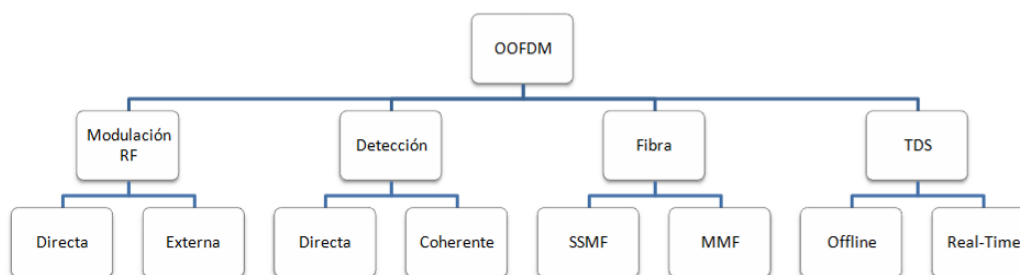 OOFDM
Modulación
RF
Detección
Fibra
TDS
Directa
Externa
Directa
Coherente
SSMF
MMF
Offline
Real-Time